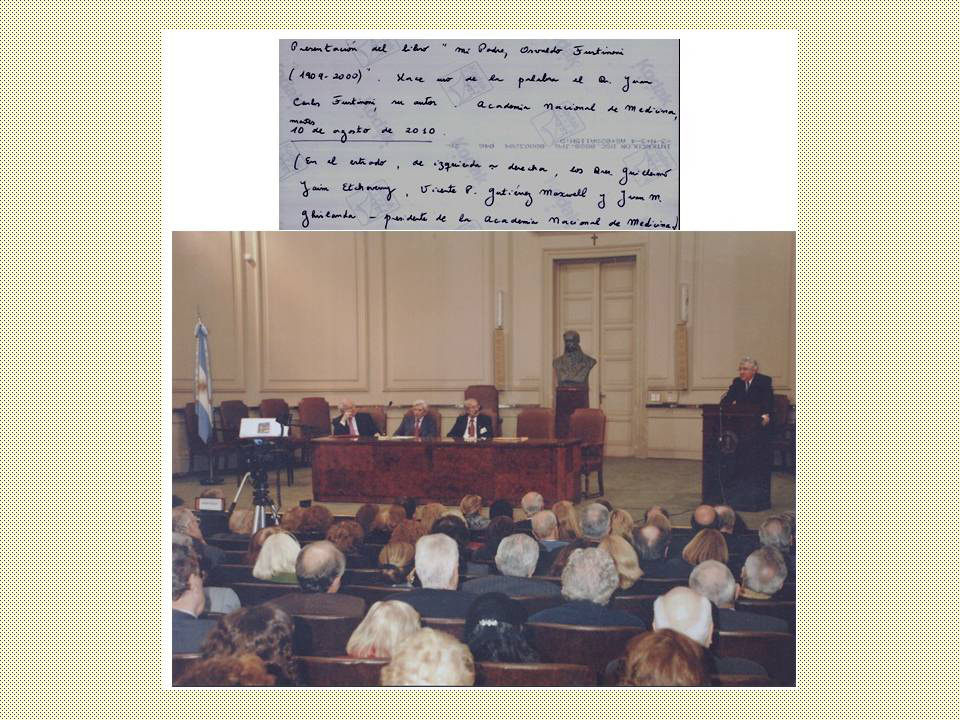 Presentación del libro "Mi Padre, Osvaldo Fustinoni
(1909-2000)". Hace uso de la palabra el Dr. Juan
Carlos Fustinoni, su autor. Academia Nacional de Medicina,
martes
10 de agosto de 2010.
(En el estrado, de izquierda a derecha, los Dres. Guillermo
Jaim Etcheverry, Vicente P. Gutiérrez Maxwell y Juan M.
Ghirlanda - presidente de la Academia Nacional de Medicina)